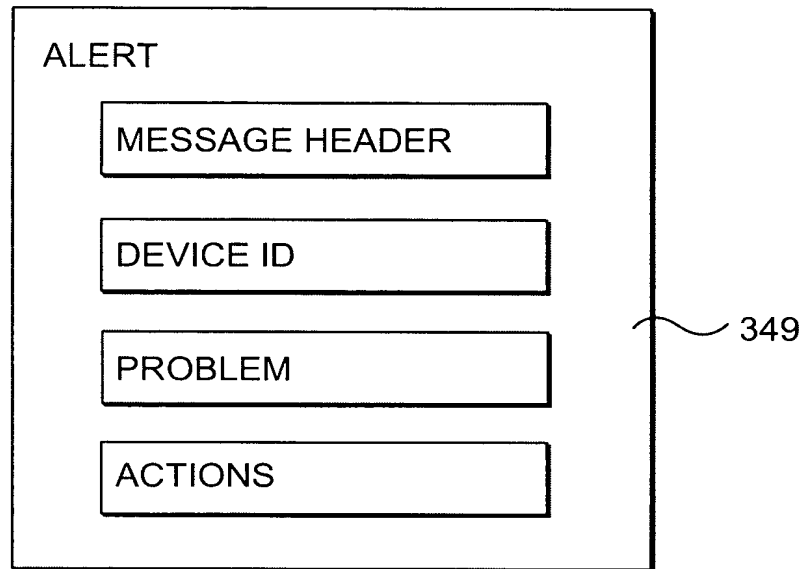 ALERT
MESSAGE HEADER
DEVICE ID
PROBLEM
349
ACTIONS